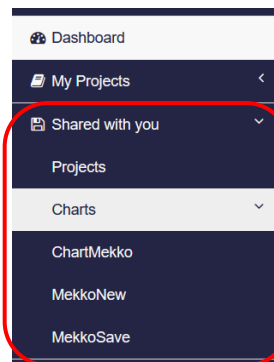 Dashboard
My Projects
Shared with you
Projects
Charts
ChartMekko
MekkoNew
MekkoSave